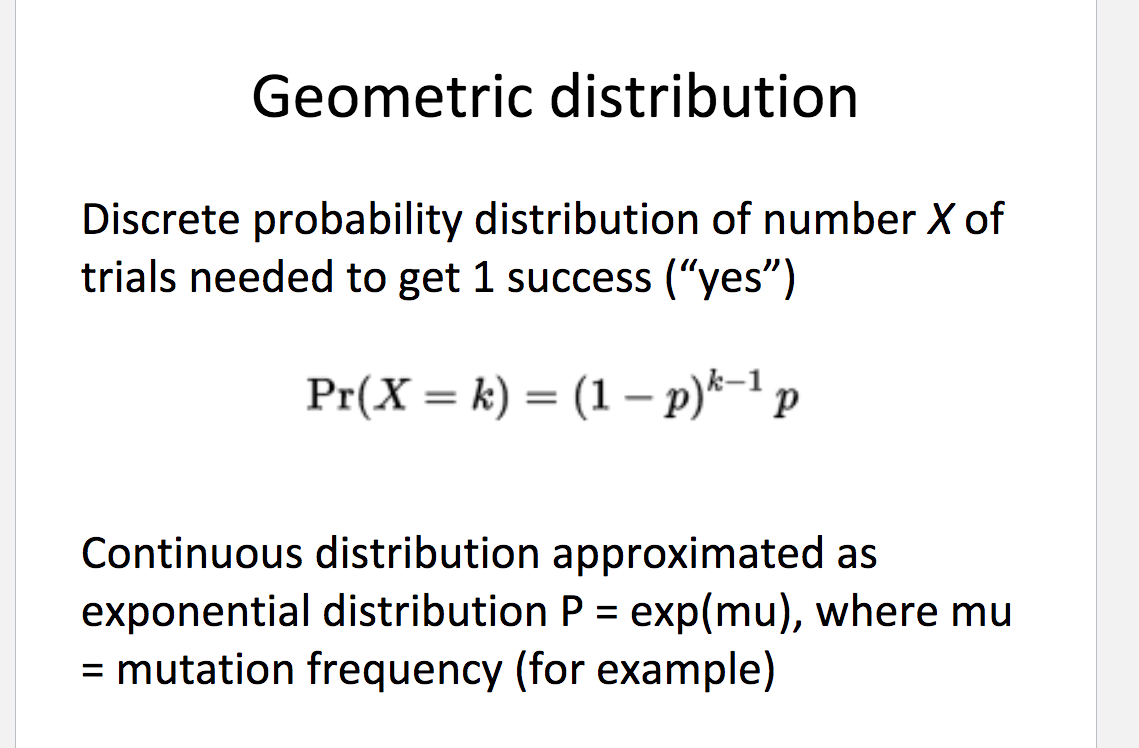 Geometric distribution
Discrete probability distribution of number X of
trials needed to get 1 success (“yes”)
Pr(X = k) = (1 − p)^{k−1} p
Continuous distribution approximated as
exponential distribution P = exp(mu), where mu
= mutation frequency (for example)